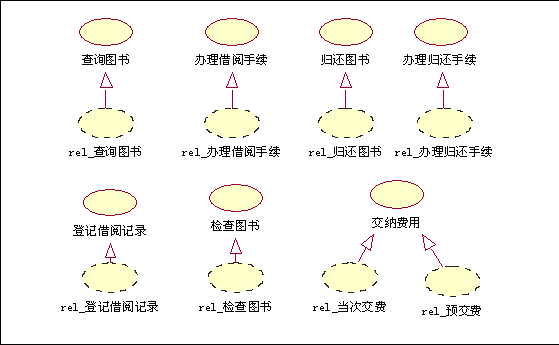 查询图书
办理借阅手续
归还图书
办理归还手续
rel_查询图书
rel_办理借阅手续
rel_归还图书
rel_办理归还手续
登记借阅记录
检查图书
交纳费用
rel_登记借阅记录
rel_检查图书
rel_当次交费
rel_预交费